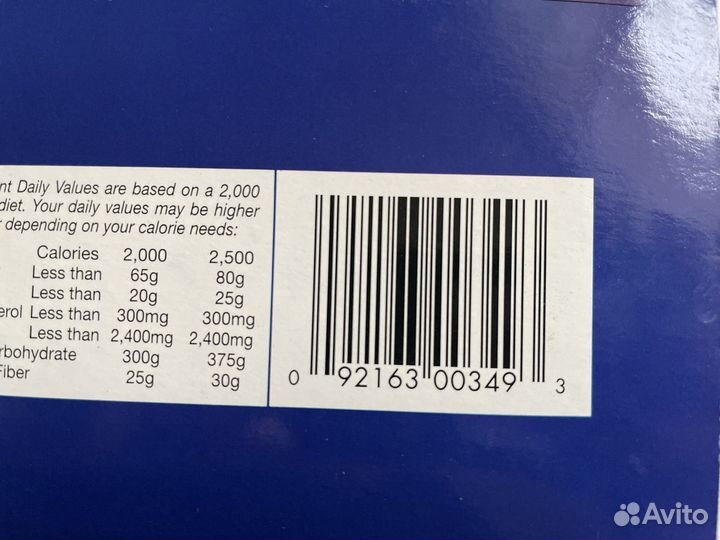 nt Daily Values are based on a 2,000
diet. Your daily values may be higher
r depending on your calorie needs:
Calories 2,000 2,500
Less than 65g 80g
Less than 20g 25g
erol Less than 300mg 300mg
Less than 2,400mg 2,400mg
rbohydrate 300g 375g
Fiber 25g 30g
0 92163 00349 3
Avito